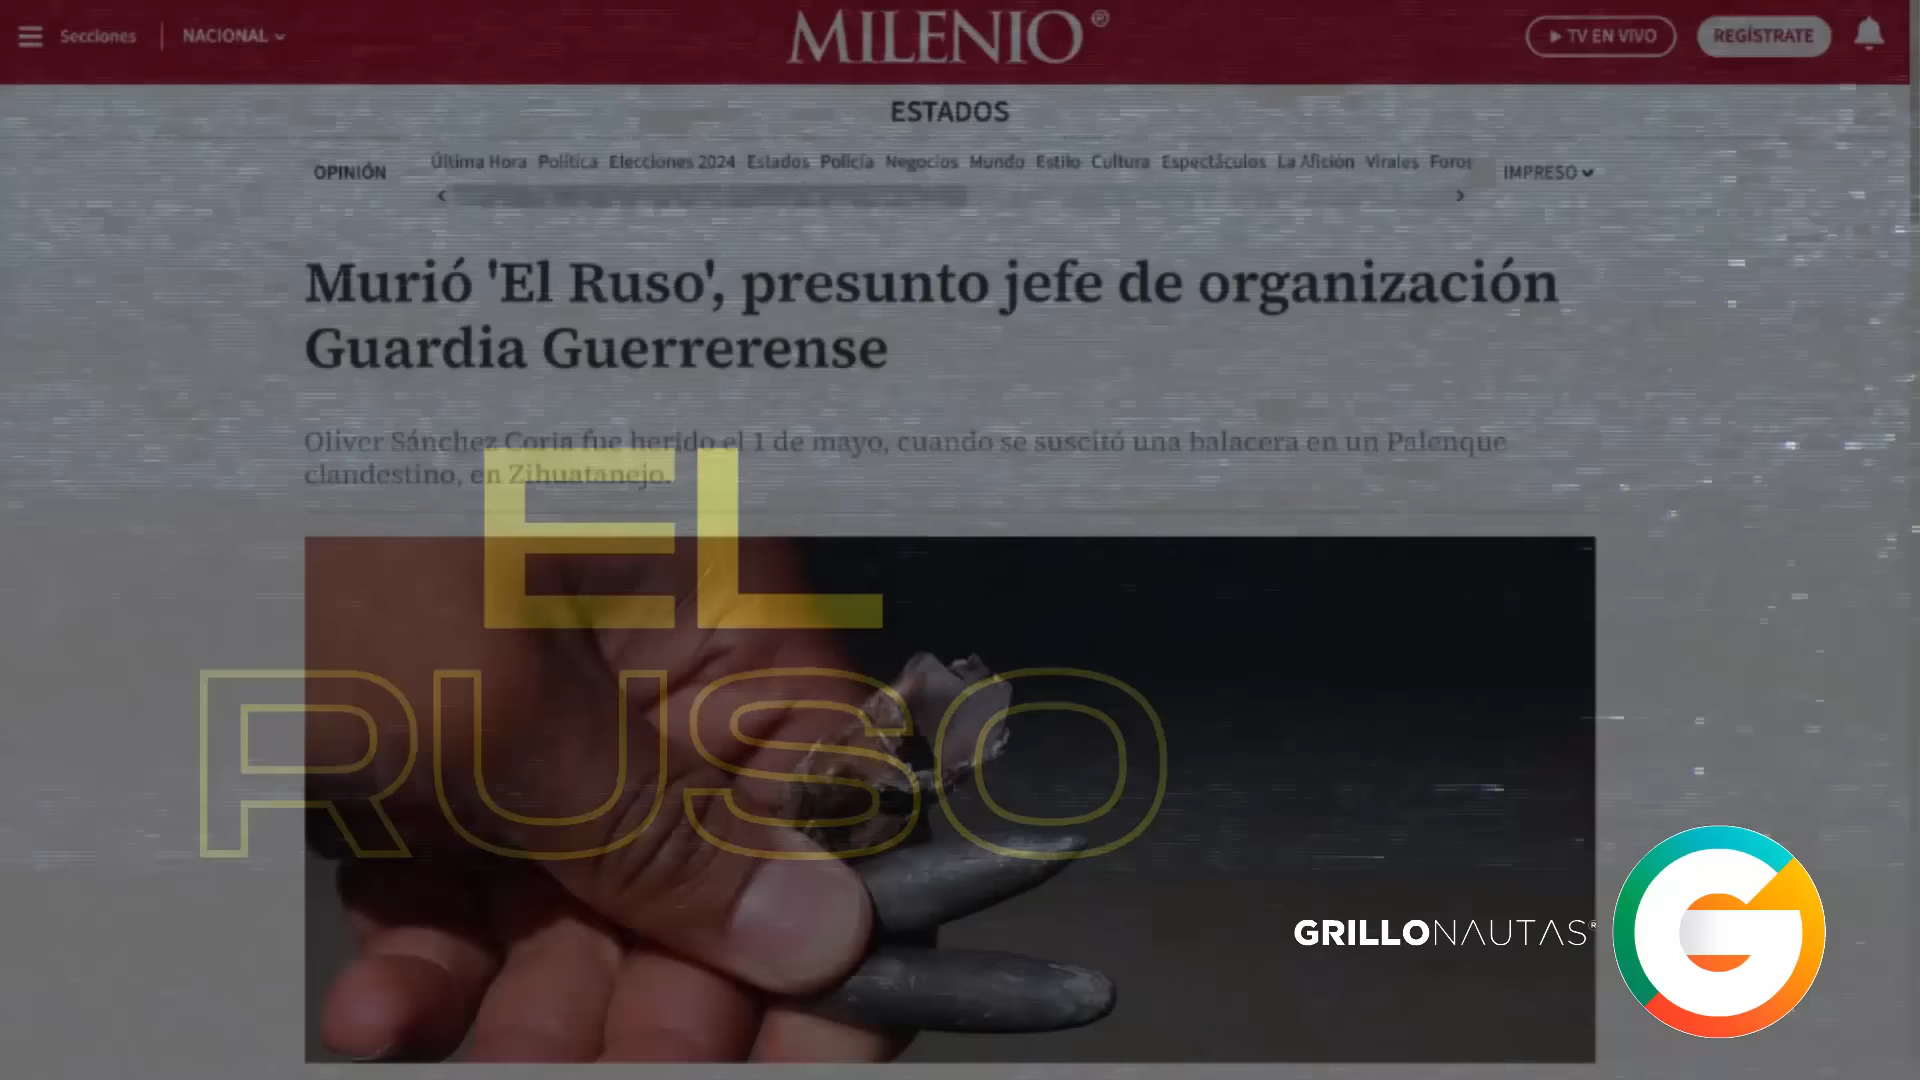 Secciones
NACIONAL
MILENIO®
TV EN VIVO
REGÍSTRATE
ESTADOS
OPINIÓN
Última Hora Política Elecciones 2024 Estados Policía Negocios Mundo Estilo Cultura Espectáculos La Afición Virales Foros
IMPRESO
Murió 'El Ruso', presunto jefe de organización
Guardia Guerrerense
Oliver Sánchez Coria fue herido el 1 de mayo, cuando se suscitó una balacera en un Palenque
clandestino, en Zihuatanejo.
EL
RUSO
GRILLONAUTAS®
G